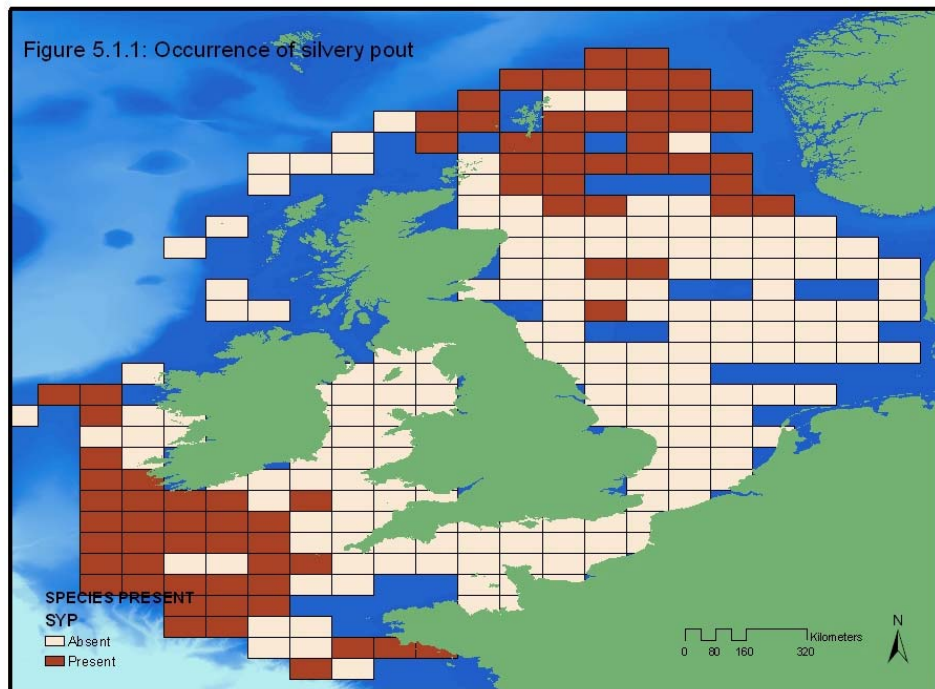 Figure 5.1.1: Occurrence of silvery pout
SPECIES PRESENT
SYP
Absent
Present
N
Kilometers
0 80 160 320